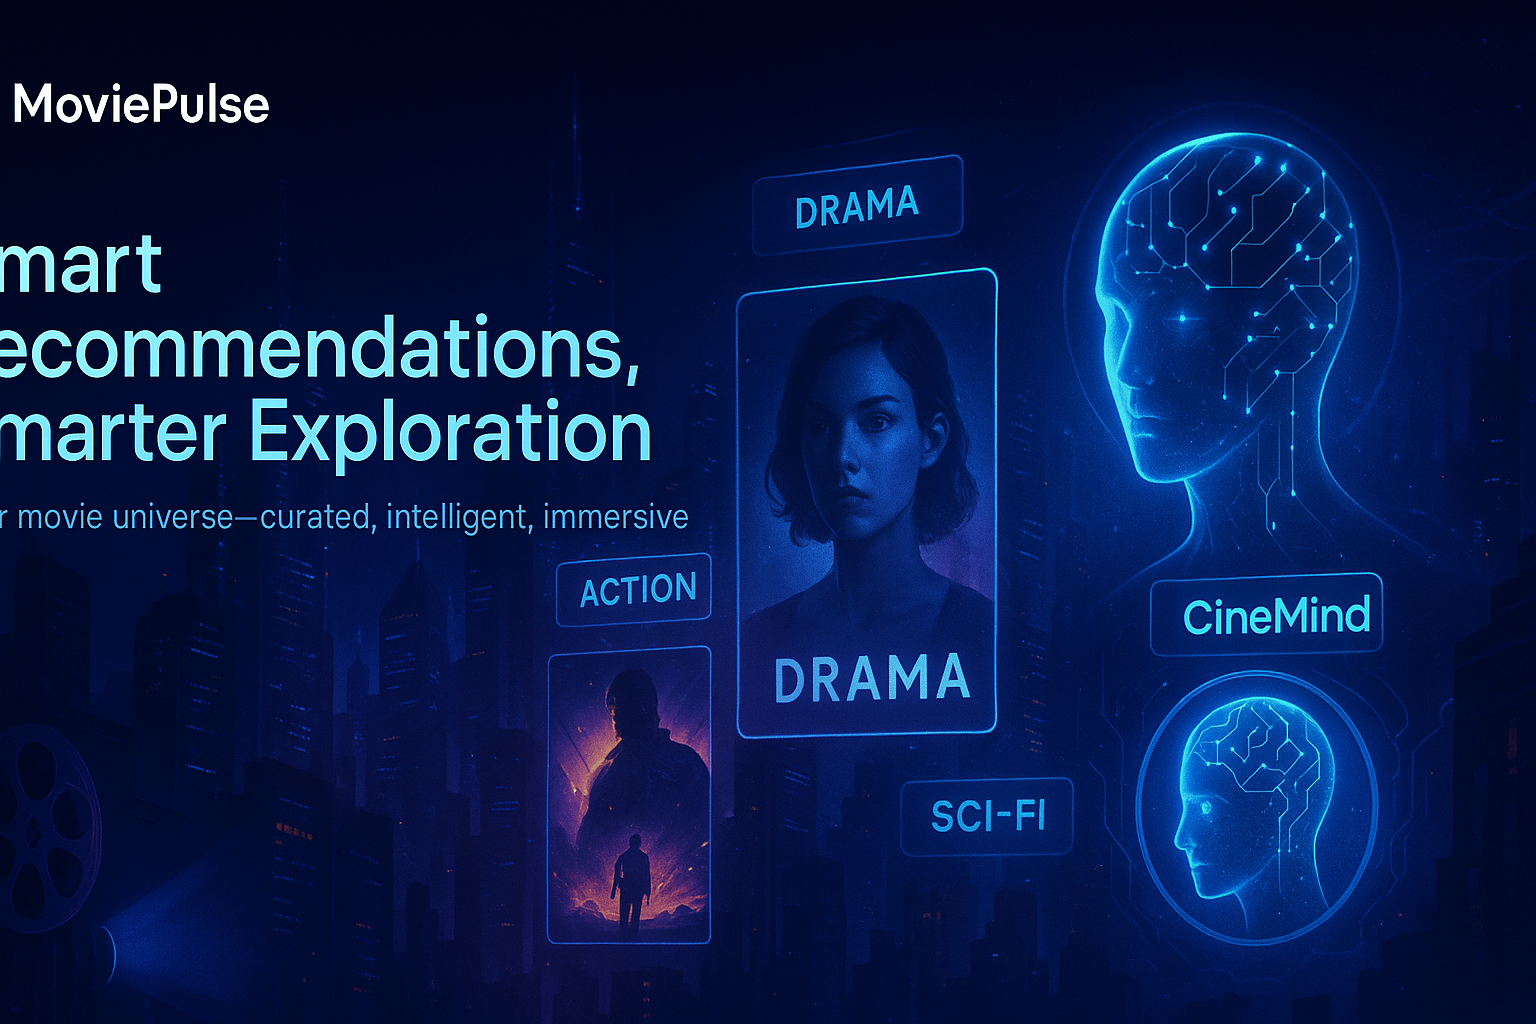 MoviePulse
mart
ecommendations,
marter Exploration
r movie universe—curated, intelligent, immersive
DRAMA
DRAMA
ACTION
CineMind
SCI-FI